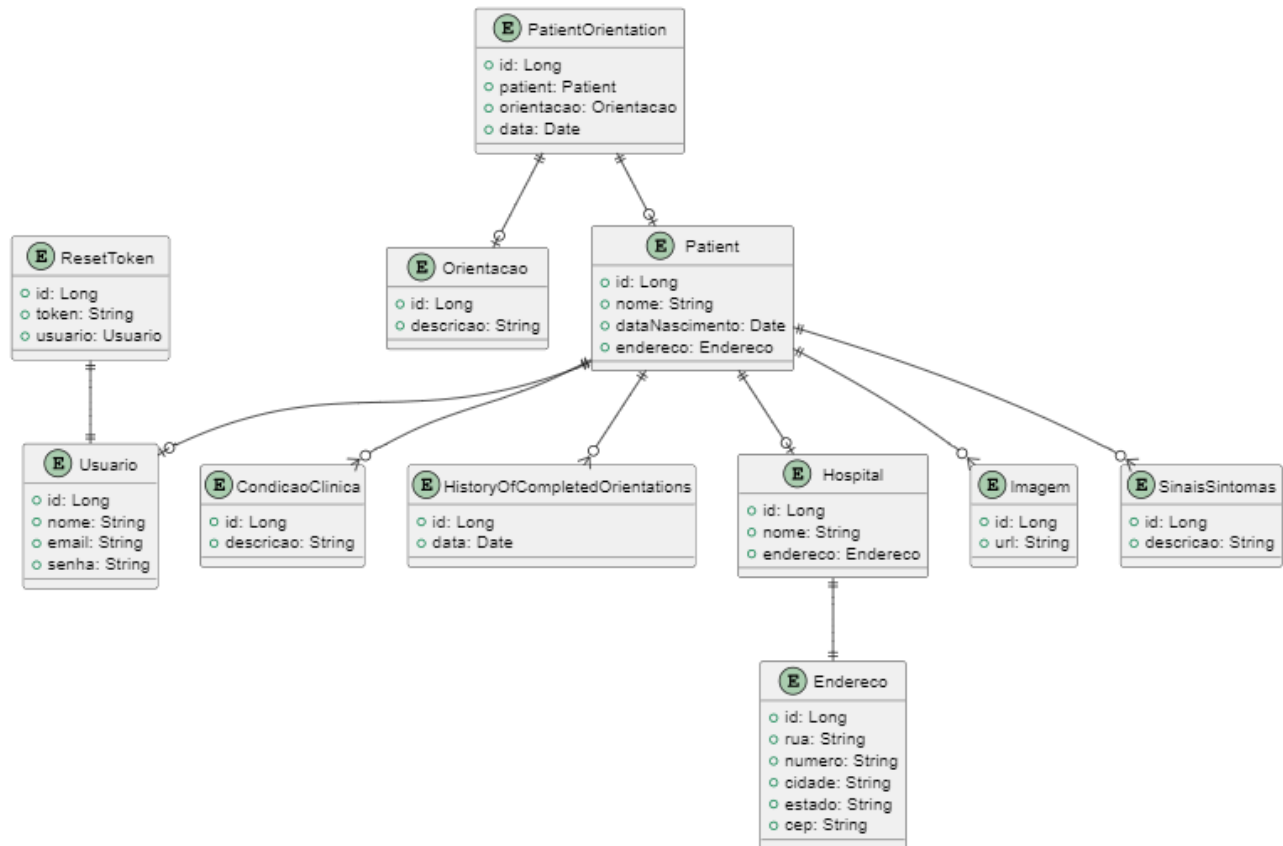 E PatientOrientation
id: Long
patient: Patient
orientacao: Orientacao
data: Date
E ResetToken
id: Long
token: String
usuario: Usuario
E Orientacao
id: Long
descricao: String
E Patient
id: Long
nome: String
dataNascimento: Date
endereco: Endereco
E Usuario
id: Long
nome: String
email: String
senha: String
E CondicaoClinica
id: Long
descricao: String
E HistoryOfCompletedOrientations
id: Long
data: Date
E Hospital
id: Long
nome: String
endereco: Endereco
E Imagem
id: Long
url: String
E SinaisSintomas
id: Long
descricao: String
E Endereco
id: Long
rua: String
numero: String
cidade: String
estado: String
cep: String